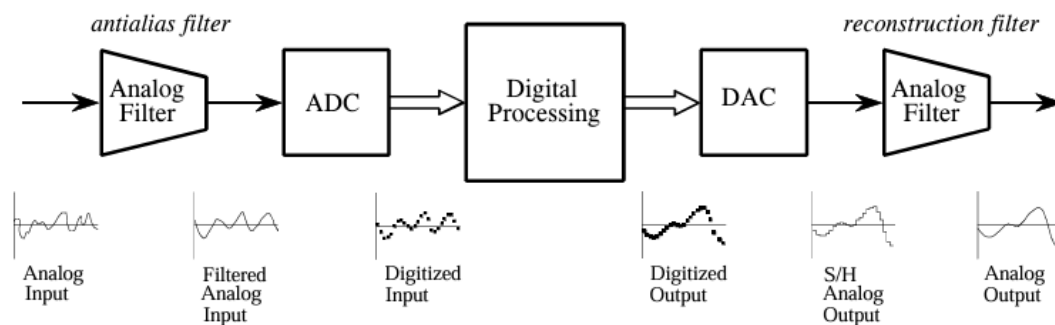 antialias filter
reconstruction filter
Analog
Filter
ADC
Digital
Processing
DAC
Analog
Filter
Analog
Input
Filtered
Analog
Input
Digitized
Input
Digitized
Output
S/H
Analog
Output
Analog
Output